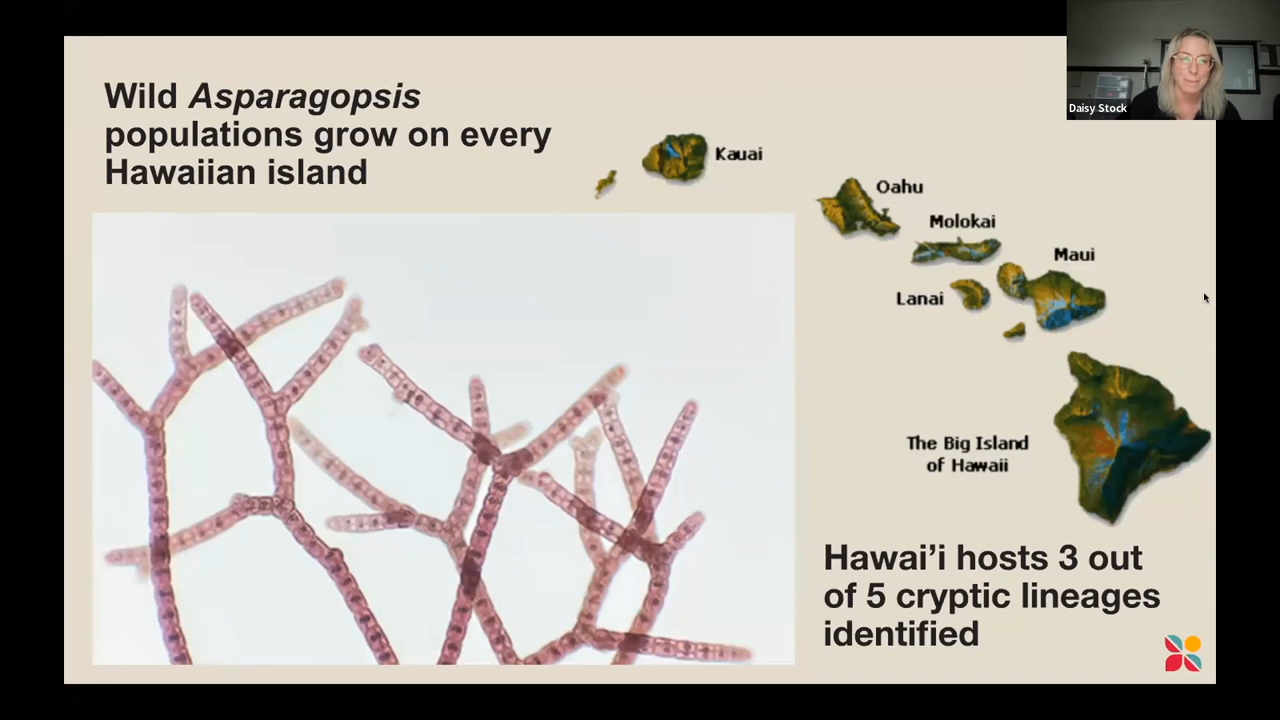 Wild Asparagopsis
populations grow on every
Hawaiian island
Daisy Stock
Kauai
Oahu
Molokai
Maui
Lanai
The Big Island
of Hawaii
Hawai’i hosts 3 out
of 5 cryptic lineages
identified